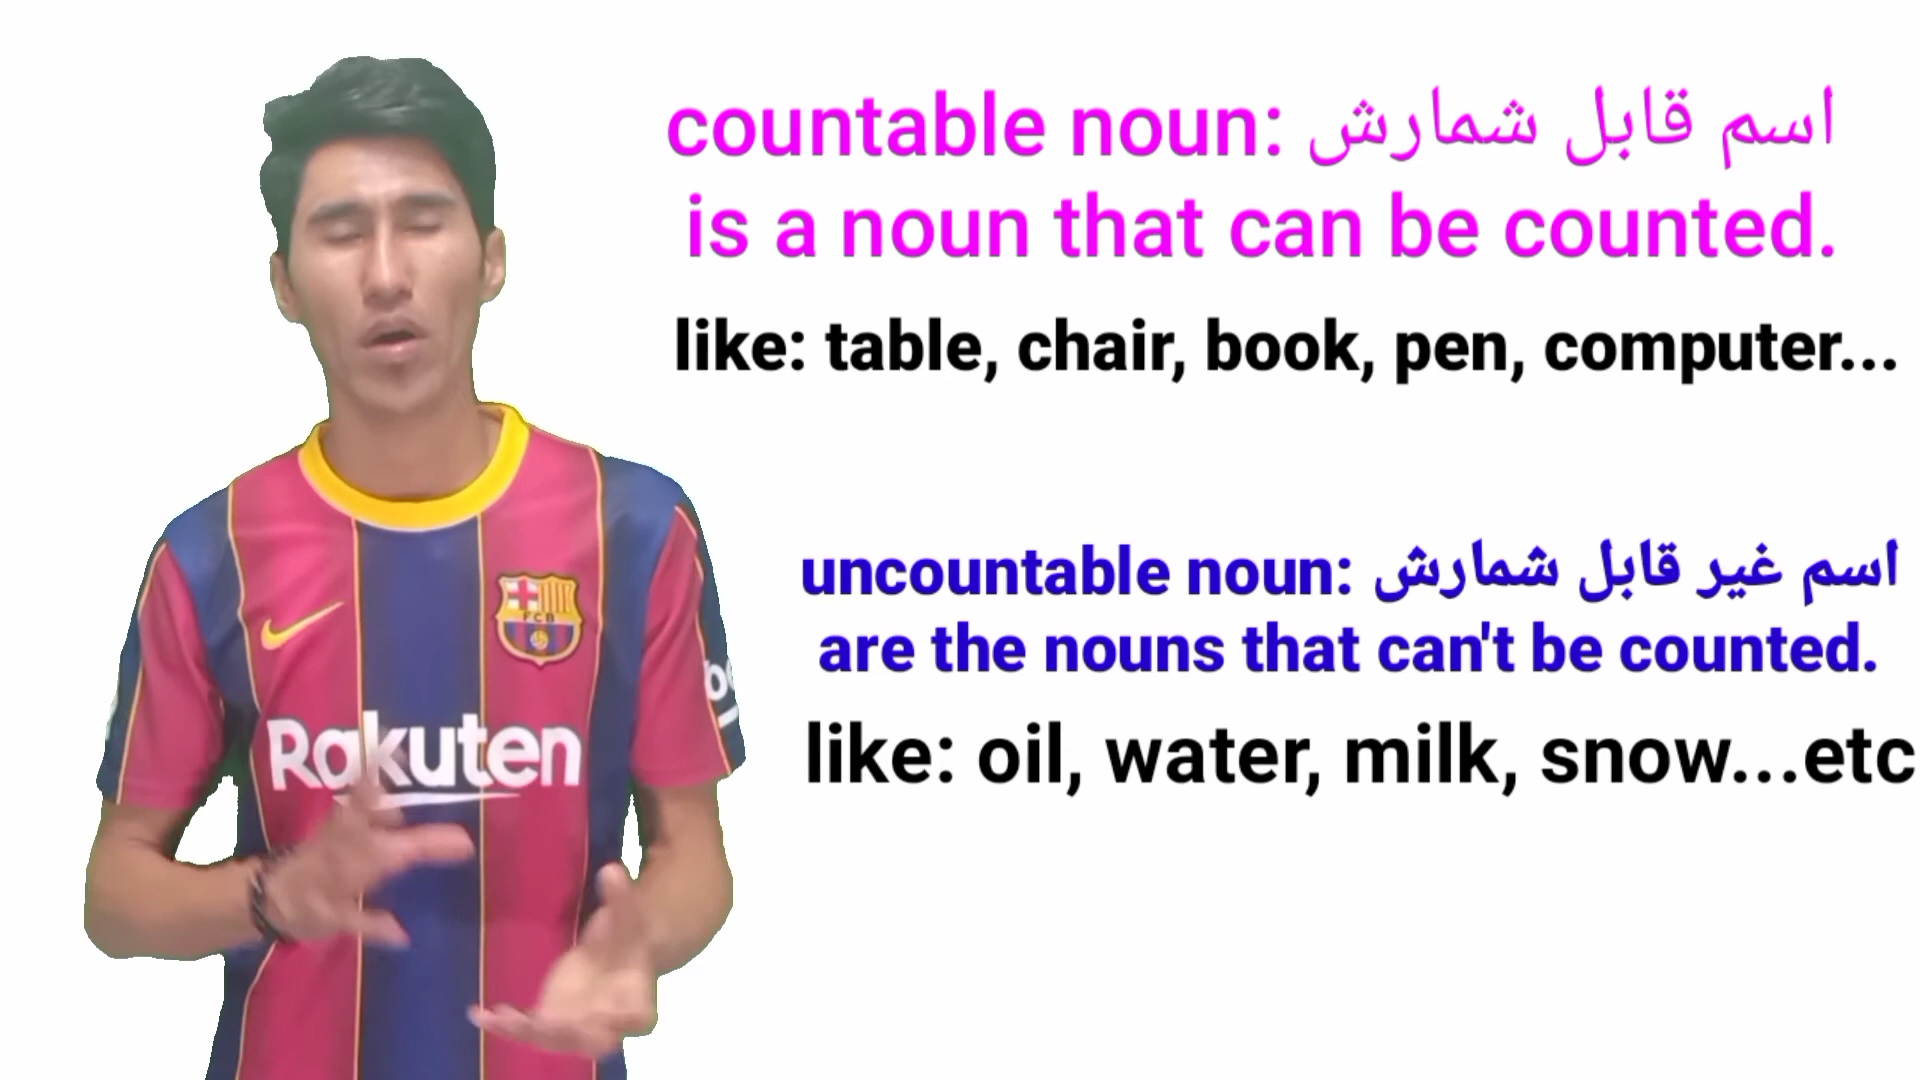 countable noun: اسم قابل شمارش
is a noun that can be counted.
like: table, chair, book, pen, computer...
uncountable noun: اسم غیر قابل شمارش
are the nouns that can't be counted.
like: oil, water, milk, snow...etc
FCB
Rakuten